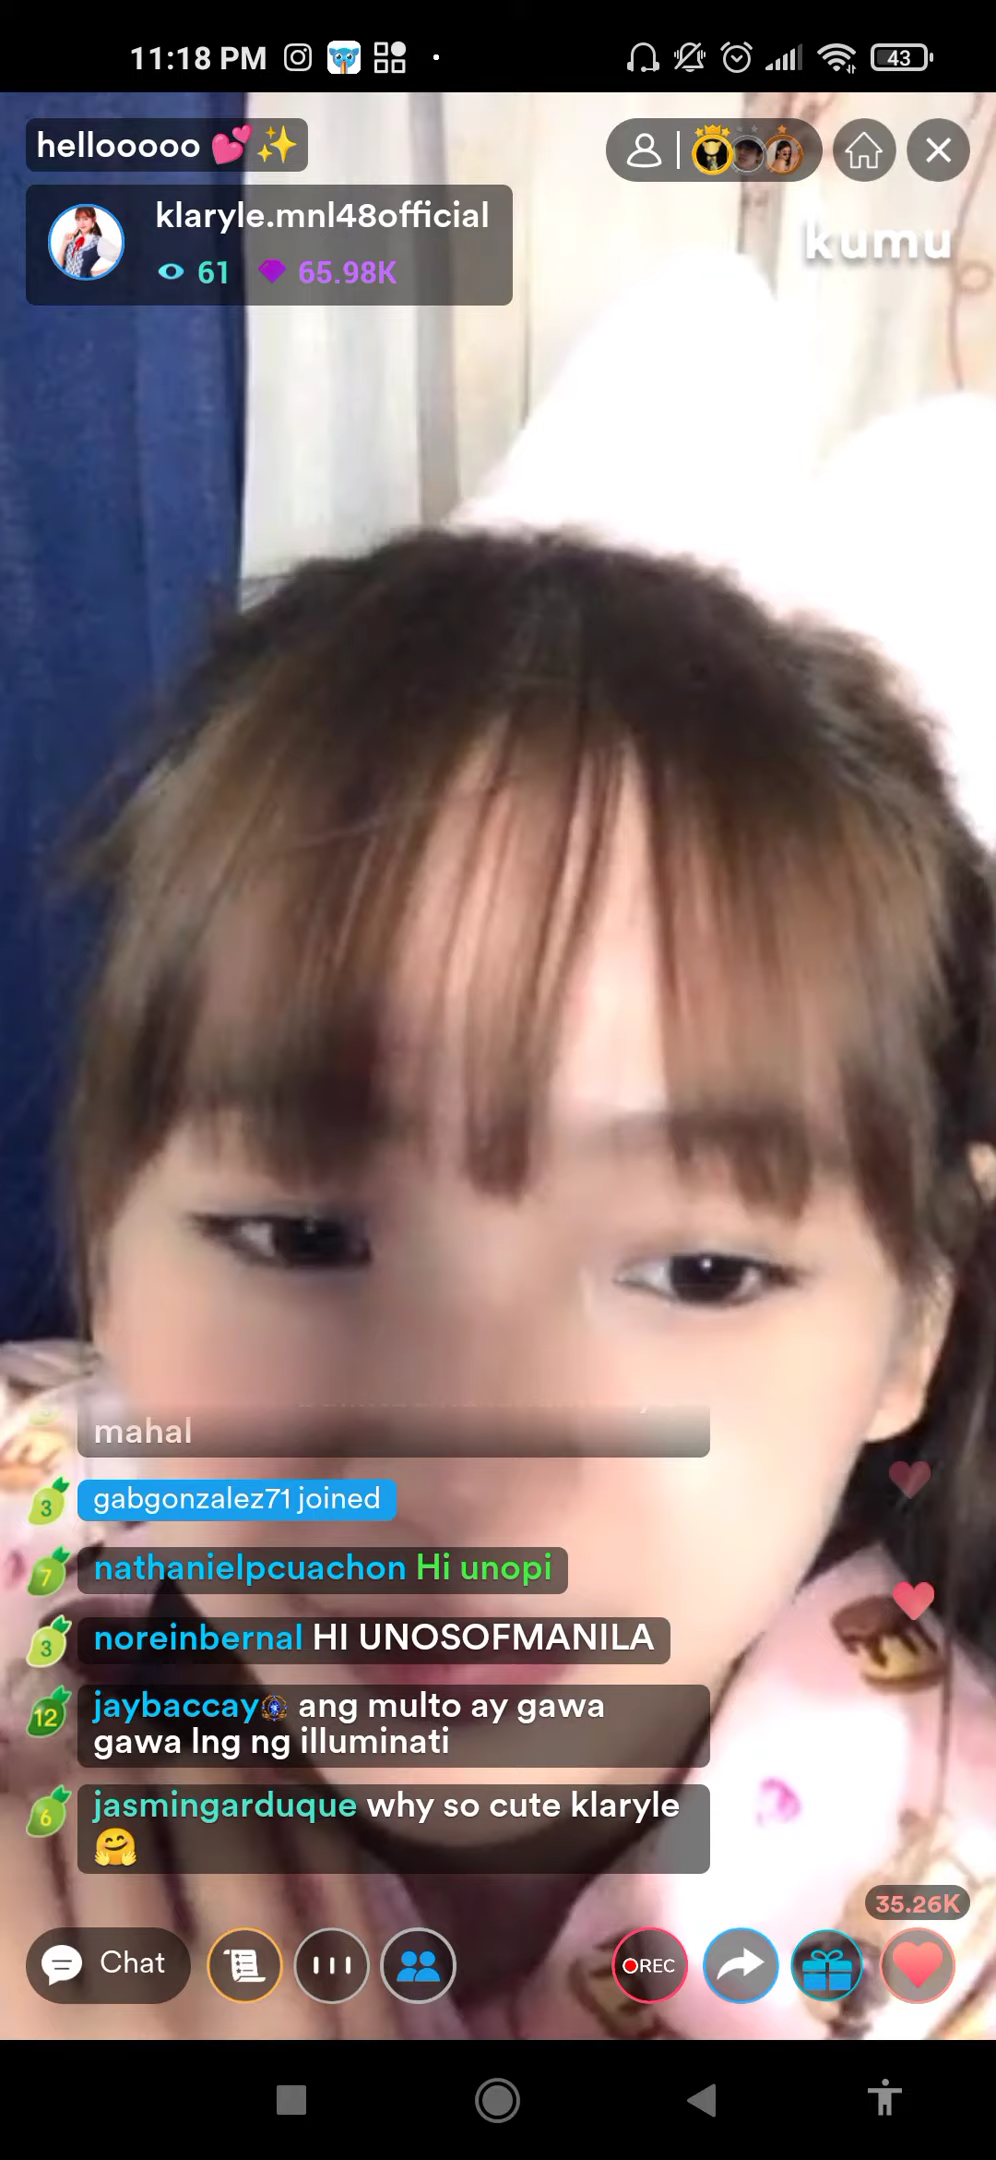 11:18 PM
43
hellooooo 💕✨
klaryle.mnl48official
61 65.98K
kumu
mahal
3 gabgonzalez71 joined
7 nathanielpcuachon Hi unopi
3 noreinbernal HI UNOSOFMANILA
12 jaybaccay ang multo ay gawa
gawa lng ng illuminati
6 jasmingarduque why so cute klaryle
🤗
35.26K
Chat
REC